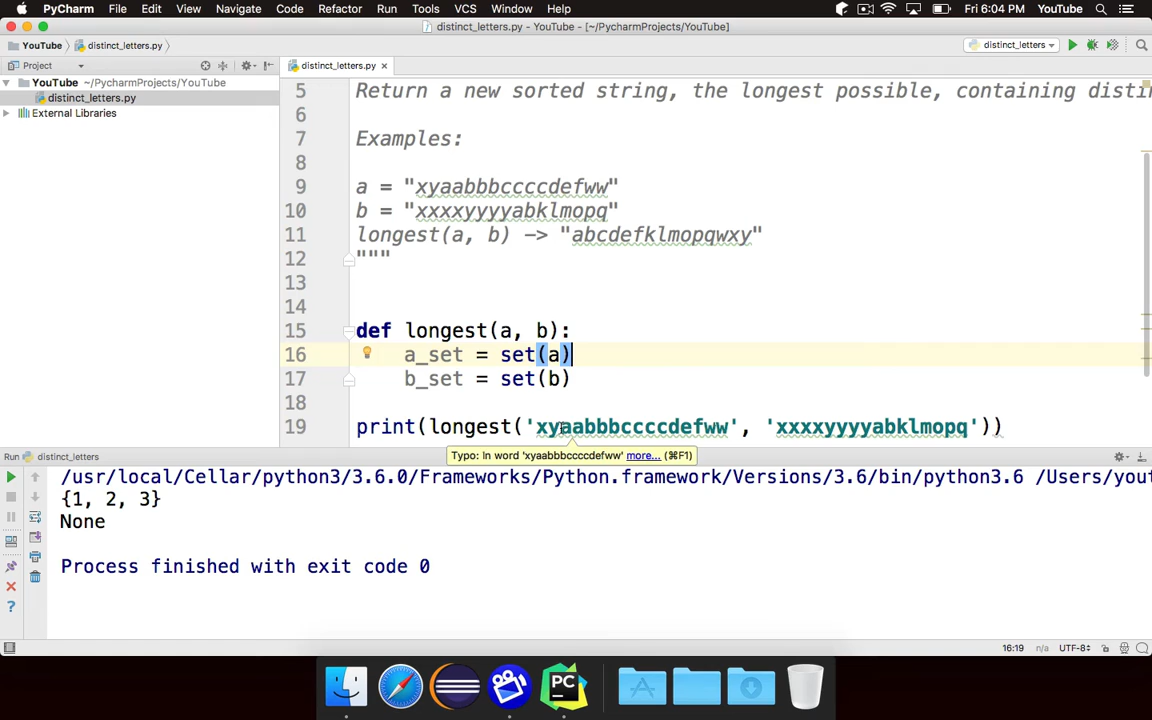 PyCharm File Edit View Navigate Code Refactor Run Tools VCS Window Help Fri 6:04 PM YouTube
distinct_letters.py - YouTube - [~/PycharmProjects/YouTube]
YouTube distinct_letters.py distinct_letters
Project distinct_letters.py
YouTube ~/PycharmProjects/YouTube
distinct_letters.py
External Libraries
5 Return a new sorted string, the longest possible, containing distin
6
7 Examples:
8
9 a = "xyaabbbccccdefww"
10 b = "xxxxyyyyabklmopq"
11 longest(a, b) -> "abcdefklmopqwxy"
12 """
13
14
15 def longest(a, b):
16 a_set = set(a)
17 b_set = set(b)
18
19 print(longest('xyaabbbccccdefww', 'xxxxyyyyabklmopq'))
Typo: In word 'xyaabbbccccdefww' more... (⌘F1)
Run distinct_letters
/usr/local/Cellar/python3/3.6.0/Frameworks/Python.framework/Versions/3.6/bin/python3.6 /Users/yout
{1, 2, 3}
None
Process finished with exit code 0
16:19 n/a UTF-8
PC